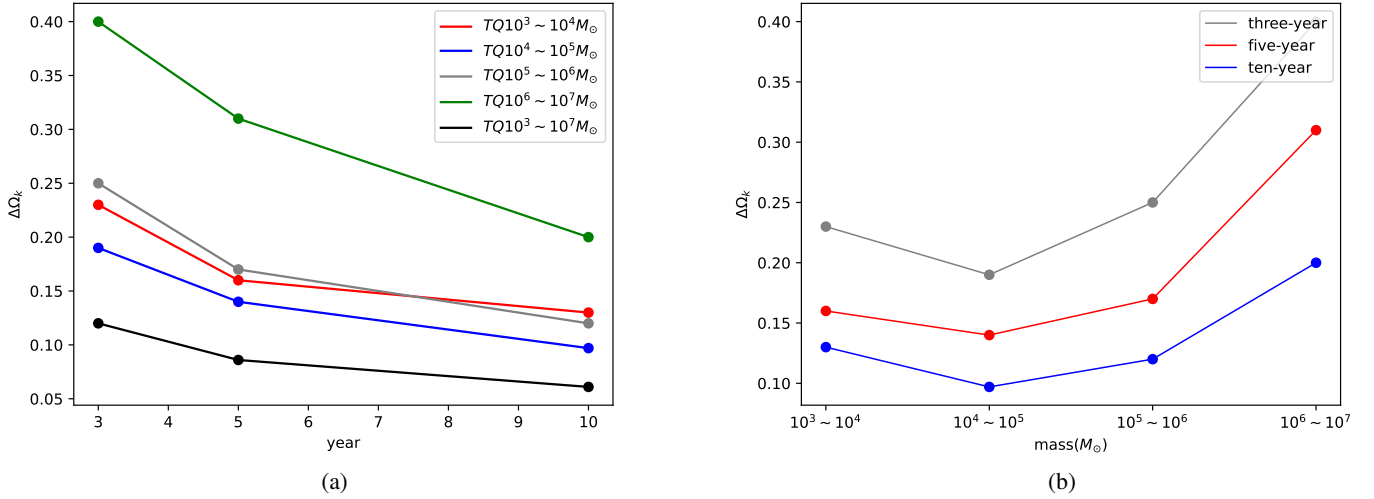 0.40
0.35
0.30
0.25
0.20
0.15
0.10
0.05
ΔΩ_k
3 4 5 6 7 8 9 10
year
TQ10^3 ~ 10^4 M_⊙
TQ10^4 ~ 10^5 M_⊙
TQ10^5 ~ 10^6 M_⊙
TQ10^6 ~ 10^7 M_⊙
TQ10^3 ~ 10^7 M_⊙
(a)
0.40
0.35
0.30
0.25
0.20
0.15
0.10
ΔΩ_k
10^3 ~ 10^4 10^4 ~ 10^5 10^5 ~ 10^6 10^6 ~ 10^7
mass(M_⊙)
three-year
five-year
ten-year
(b)